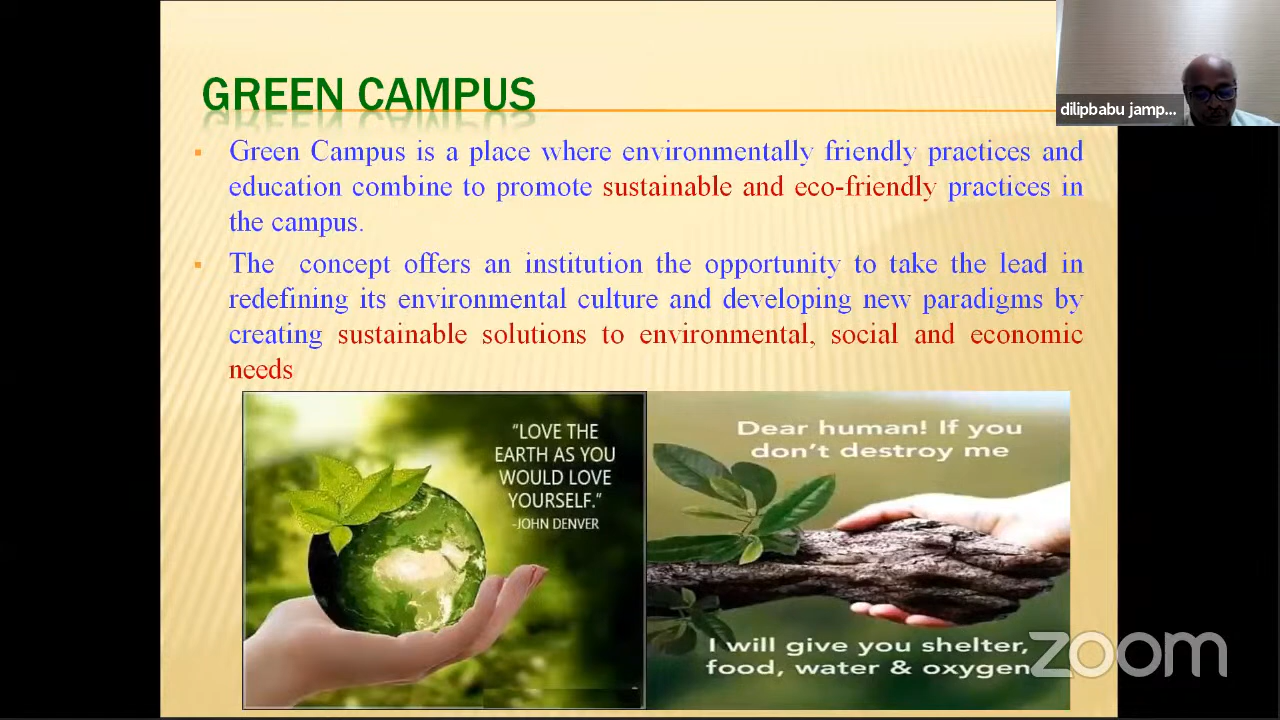 GREEN CAMPUS
dilipbabu jamp...
Green Campus is a place where environmentally friendly practices and
education combine to promote sustainable and eco-friendly practices in
the campus.
The concept offers an institution the opportunity to take the lead in
redefining its environmental culture and developing new paradigms by
creating sustainable solutions to environmental, social and economic
needs
“LOVE THE
EARTH AS YOU
WOULD LOVE
YOURSELF.”
-JOHN DENVER
Dear human! If you
don’t destroy me
I will give you shelter,
food, water & oxygen
zoom